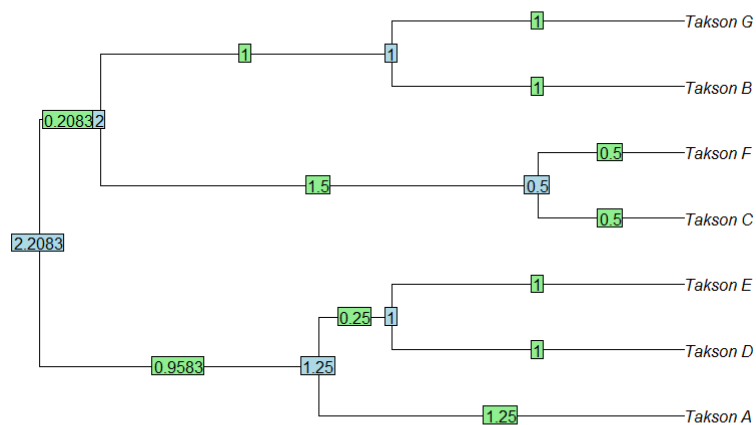 1 Takson G
1 1
1 Takson B
0.2083 2
0.5 Takson F
1.5 0.5
0.5 Takson C
2.2083
1 Takson E
0.25 1
1 Takson D
0.9583 1.25
1.25 Takson A